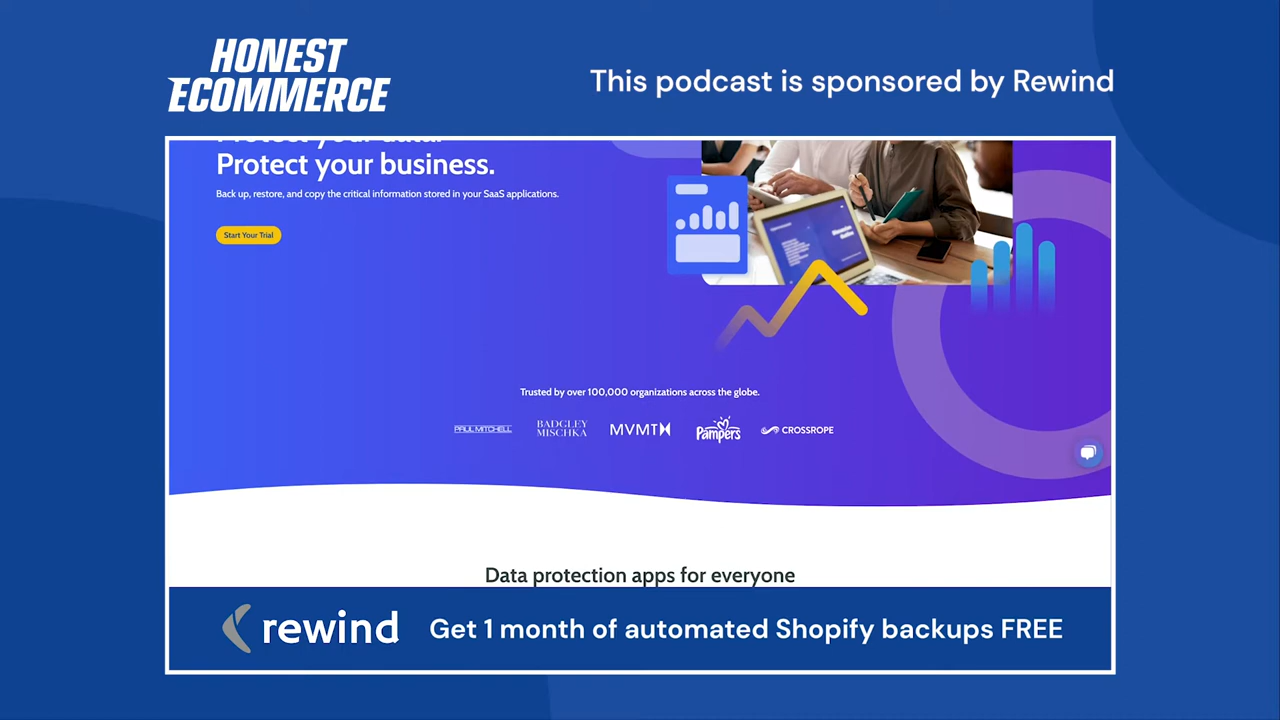 HONEST
ECOMMERCE
This podcast is sponsored by Rewind
Protect your data.
Protect your business.
Back up, restore, and copy the critical information stored in your SaaS applications.
Start Your Trial
Trusted by over 100,000 organizations across the globe.
PAUL MITCHELL
BADGLEY
MISCHKA
MVMT
Pampers
CROSSROPE
Data protection apps for everyone
rewind
Get 1 month of automated Shopify backups FREE